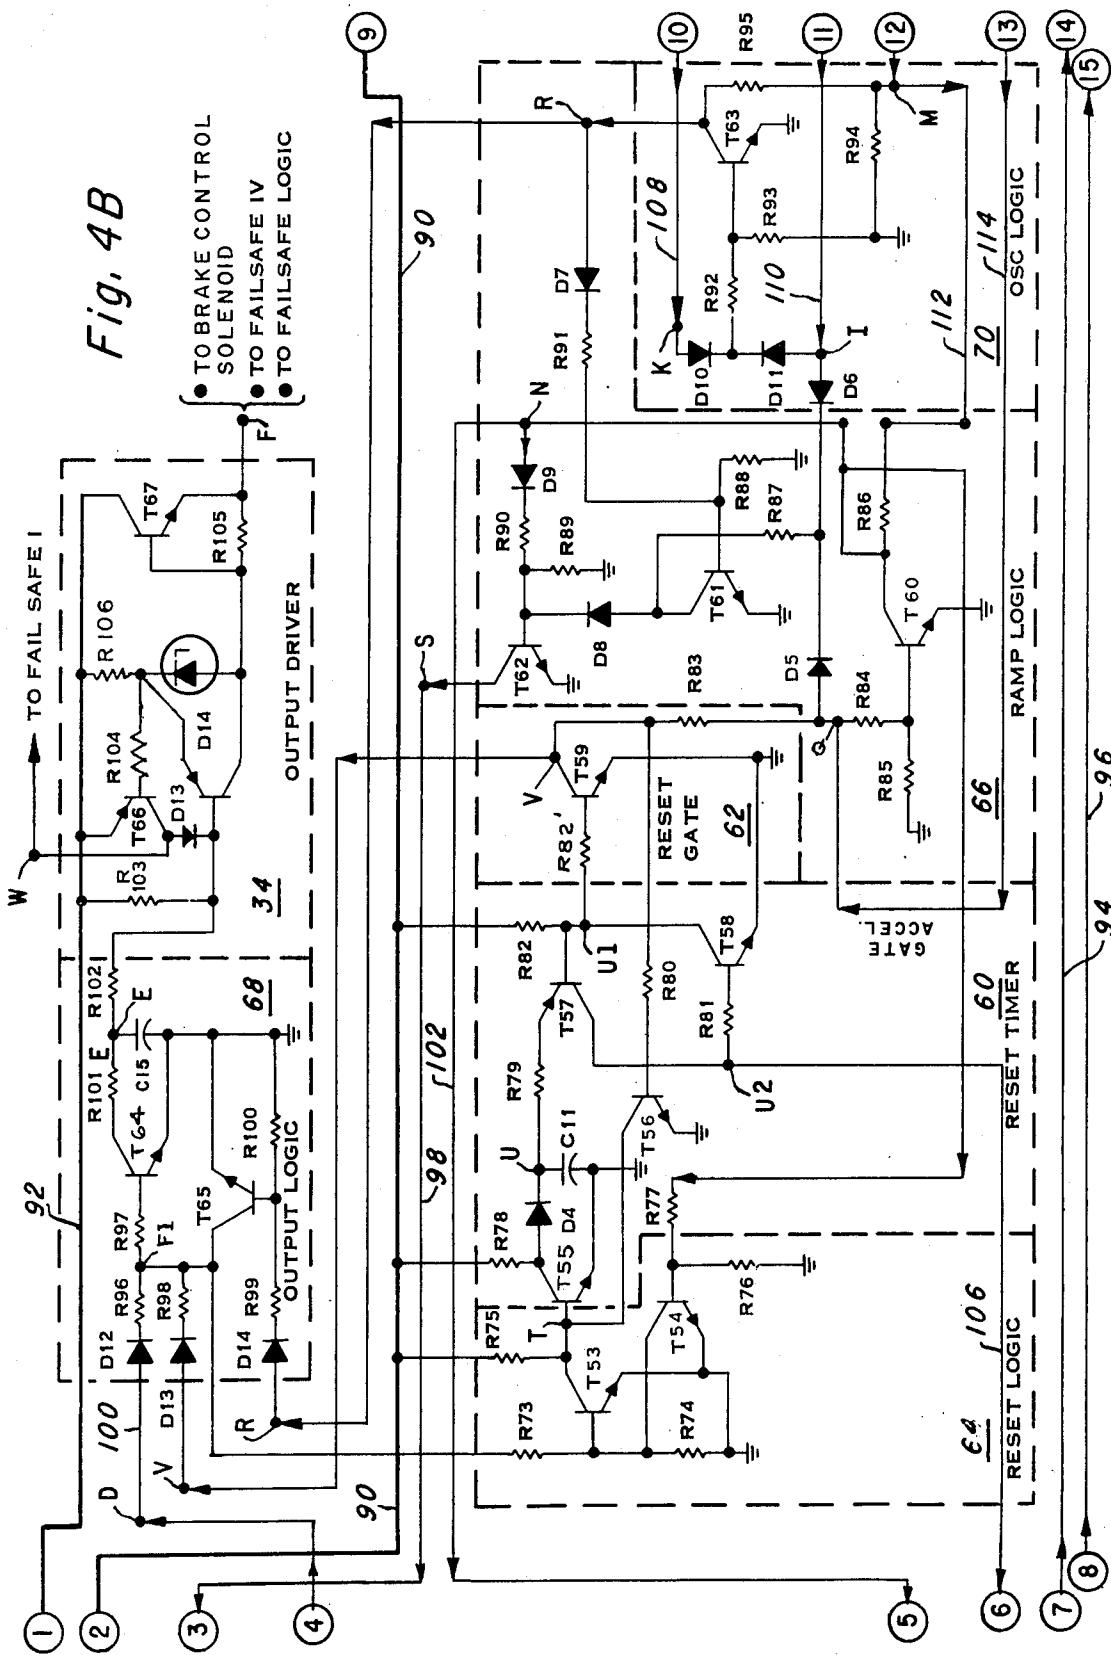 Fig. 4B
TO BRAKE CONTROL
SOLENOID
TO FAILSAFE IV
TO FAILSAFE LOGIC
1
2
3
4
92
90
100
98
102
D
V
R
D12
D13
D14
R96
R98
R99
F1
R97
T64
T65
R101
E
E
C15
R100
R102
68
OUTPUT LOGIC
W
TO FAIL SAFE I
R
103
T66
D13
R104
D14
R106
T67
R105
34
OUTPUT DRIVER
F
9
90
90
S
N
R
R75
T
T53
R73
R74
T54
R76
R77
64
RESET LOGIC
106
R78
T55
D4
U
C11
R79
T57
R82
T56
R80
U1
U2
R81
T58
60
RESET TIMER
GATE
ACCEL.
V
T59
R82'
RESET
GATE
62
T62
D8
R83
D9
R90
R89
T61
R88
R87
D7
R91
D5
Q
R84
R85
T60
R86
66
RAMP LOGIC
K
108
D10
D11
D6
I
R92
110
R93
T63
R94
R95
M
112
70
114
OSC LOGIC
10
11
12
13
14
15
5
6
7
8
94
96